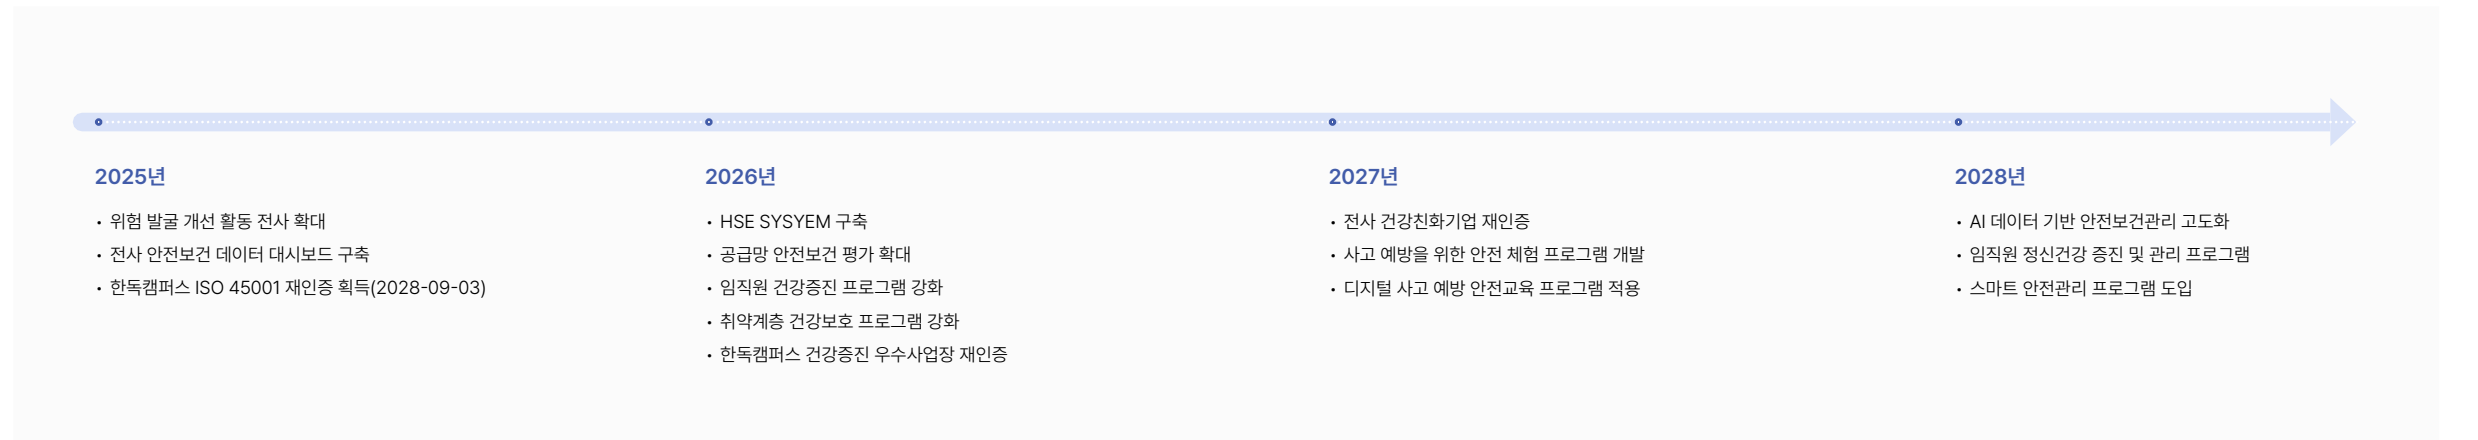 2025년
• 위험 발굴 개선 활동 전사 확대
• 전사 안전보건 데이터 대시보드 구축
• 한독캠퍼스 ISO 45001 재인증 획득(2028-09-03)
2026년
• HSE SYSYEM 구축
• 공급망 안전보건 평가 확대
• 임직원 건강증진 프로그램 강화
• 취약계층 건강보호 프로그램 강화
• 한독캠퍼스 건강증진 우수사업장 재인증
2027년
• 전사 건강친화기업 재인증
• 사고 예방을 위한 안전 체험 프로그램 개발
• 디지털 사고 예방 안전교육 프로그램 적용
2028년
• AI 데이터 기반 안전보건관리 고도화
• 임직원 정신건강 증진 및 관리 프로그램
• 스마트 안전관리 프로그램 도입